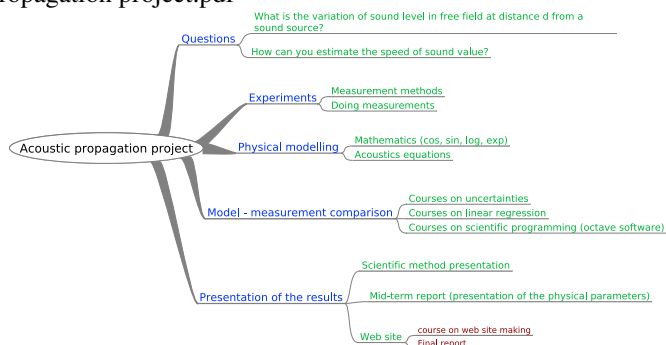 ropagation project.pdf
What is the variation of sound level in free field at distance d from a
sound source?
Questions
How can you estimate the speed of sound value?
Experiments
Measurement methods
Doing measurements
Acoustic propagation project
Physical modelling
Mathematics (cos, sin, log, exp)
Acoustics equations
Model - measurement comparison
Courses on uncertainties
Courses on linear regression
Courses on scientific programming (octave software)
Presentation of the results
Scientific method presentation
Mid-term report (presentation of the physical parameters)
Web site
course on web site making
Final report